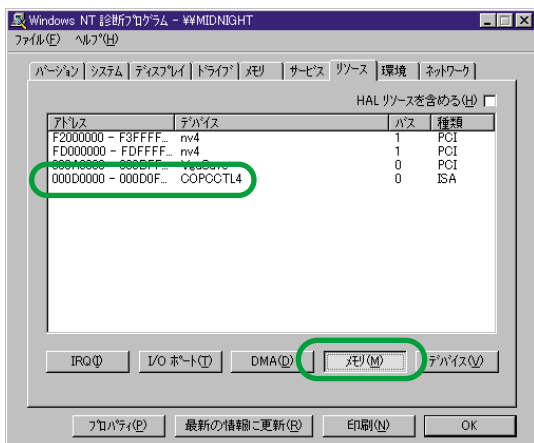 Windows NT 診断ﾌﾟﾛｸﾞﾗﾑ - ¥¥MIDNIGHT
ﾌｧｲﾙ(F) ﾍﾙﾌﾟ(H)
ﾊﾞｰｼﾞｮﾝ ｼｽﾃﾑ ﾃﾞｨｽﾌﾟﾚｲ ﾄﾞﾗｲﾌﾞ ﾒﾓﾘ ｻｰﾋﾞｽ ﾘｿｰｽ 環境 ﾈｯﾄﾜｰｸ
HAL ﾘｿｰｽを含める(H)
ｱﾄﾞﾚｽ ﾃﾞﾊﾞｲｽ ﾊﾞｽ 種類
F2000000 - F3FFFF... nv4 1 PCI
FD000000 - FDFFFF... nv4 1 PCI
000A0000 - 000BFF... VgaSave 0 PCI
000D0000 - 000D0F... COPCCTL4 0 ISA
IRQ(I) I/O ﾎﾟｰﾄ(T) DMA(D) ﾒﾓﾘ(M) ﾃﾞﾊﾞｲｽ(V)
ﾌﾟﾛﾊﾟﾃｨ(P) 最新の情報に更新(R) 印刷(N) OK